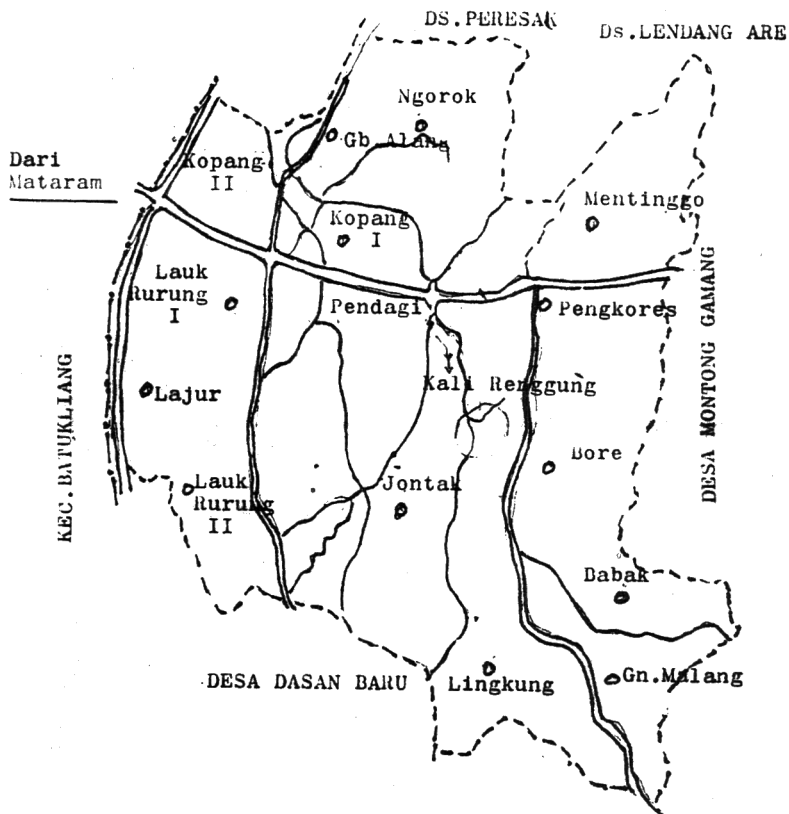 DS.PERESAK
Ds.LENDANG ARE
Ngorok
Gb Alang
Dari
Mataram
Kopang
II
Mentinggo
Kopang
I
Lauk
Rurung
I
Pendagi
Pengkores
Kali Renggung
Lajur
KEC.BATUKLIANG
DESA MONTONG GAMANG
Bore
Lauk
Rurung
II
Jontak
Babak
DESA DASAN BARU
Lingkung
Gn.Malang